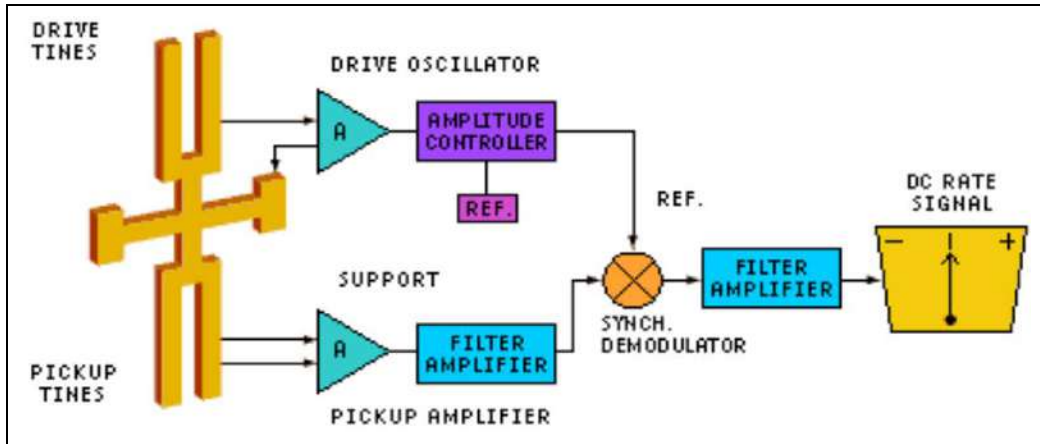 DRIVE
TINES
DRIVE OSCILLATOR
A
AMPLITUDE
CONTROLLER
REF.
REF.
DC RATE
SIGNAL
− | +
SUPPORT
A
FILTER
AMPLIFIER
SYNCH.
DEMODULATOR
FILTER
AMPLIFIER
PICKUP
TINES
PICKUP AMPLIFIER